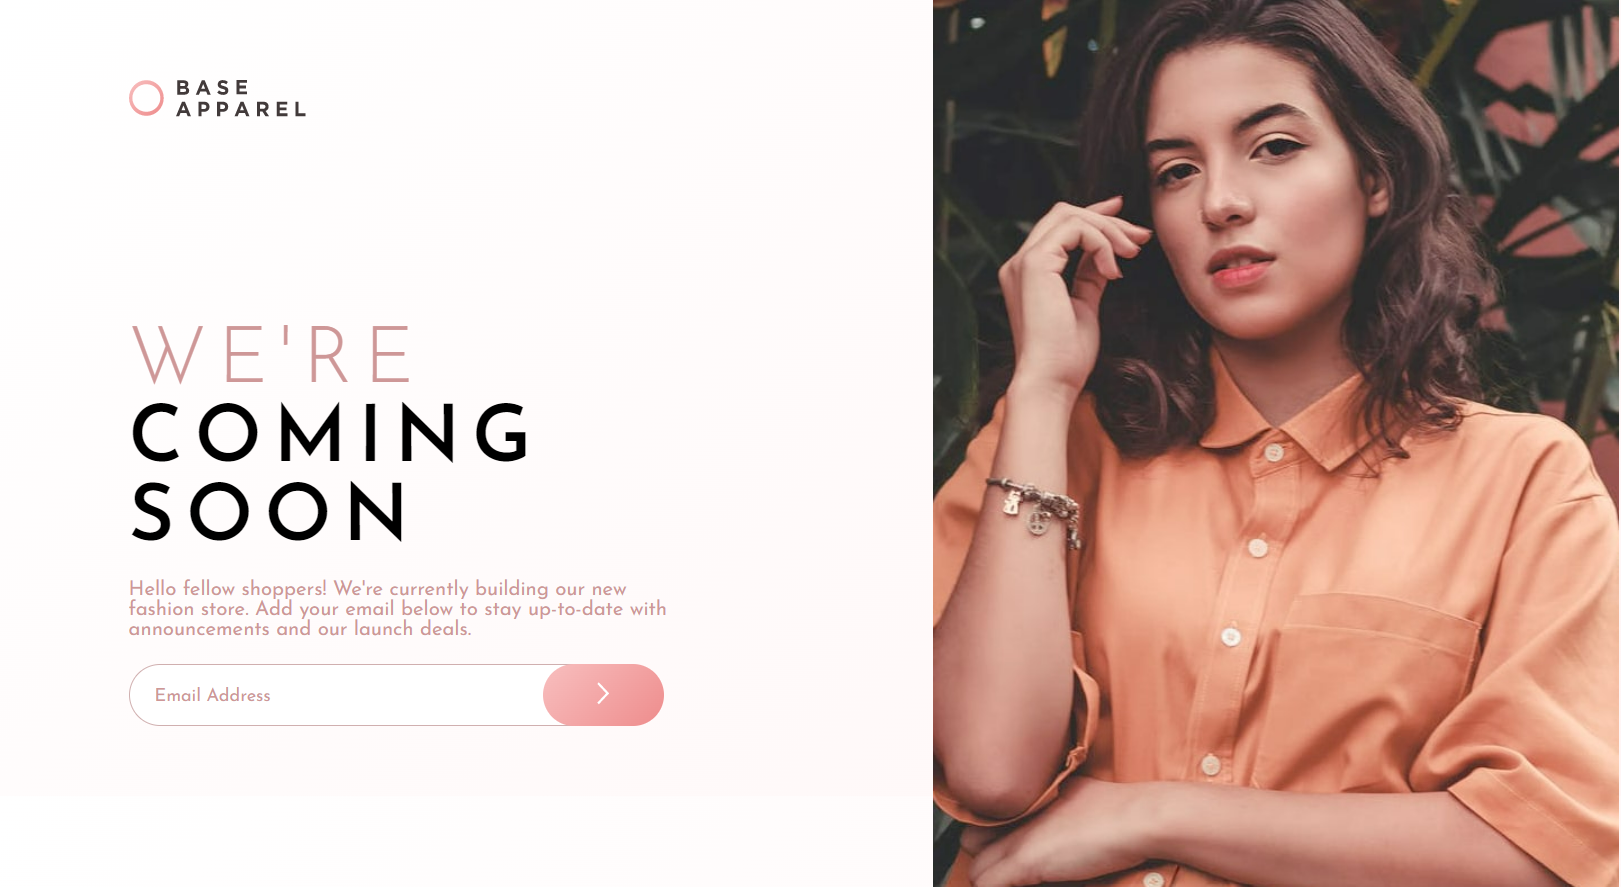 BASE
APPAREL
WE'RE
COMING
SOON
Hello fellow shoppers! We're currently building our new
fashion store. Add your email below to stay up-to-date with
announcements and our launch deals.
Email Address